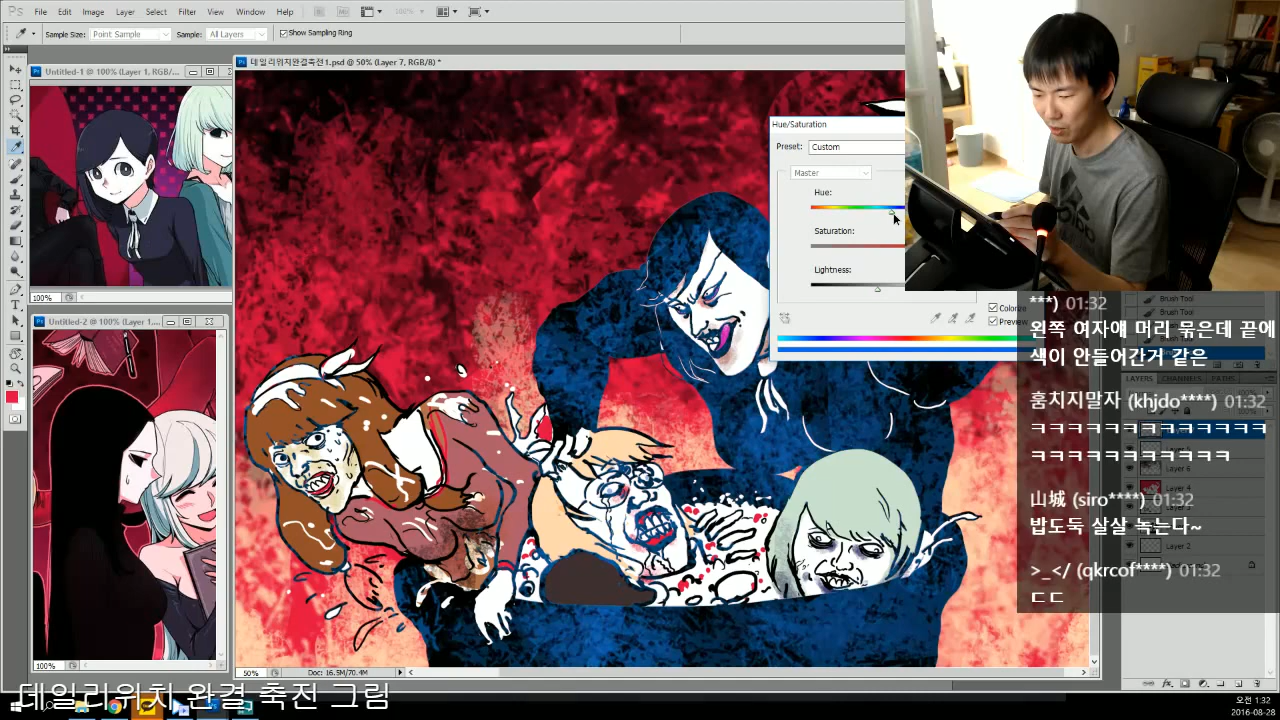 Ps File Edit Image Layer Select Filter Select View Window Help
Sample Size: Point Sample Sample: All Layers Show Sampling Ring
Untitled-1 @ 100% (Layer 1, RGB/...
데일리위치완결축전1.psd @ 50% (Layer 7, RGB/8) *
Hue/Saturation
Preset: Custom
Master
Hue:
Saturation:
Lightness:
Colorize
Preview
100%
Untitled-2 @ 100% (Layer 1,...
100%
50% Doc: 16.5M/70.4M
Brush Tool
Brush Tool
LAYERS CHANNELS PATHS
Layer 6
Layer 4
Layer 2
***) 01:32
왼쪽 여자얘 머리 묶은데 끝에
색이 안들어간거 같은
훔치지말자 (khjdo****) 01:32
ㅋㅋㅋㅋㅋㅋㅋㅋㅋㅋㅋㅋㅋ
ㅋㅋㅋㅋㅋㅋㅋㅋㅋㅋㅋ
山城 (siro****) 01:32
밥도둑 살살 녹는다~
>_</ (qkrcof****) 01:32
ㄷㄷ
데일리위치 완결 축전 그림
오전 1:32
2016-08-28